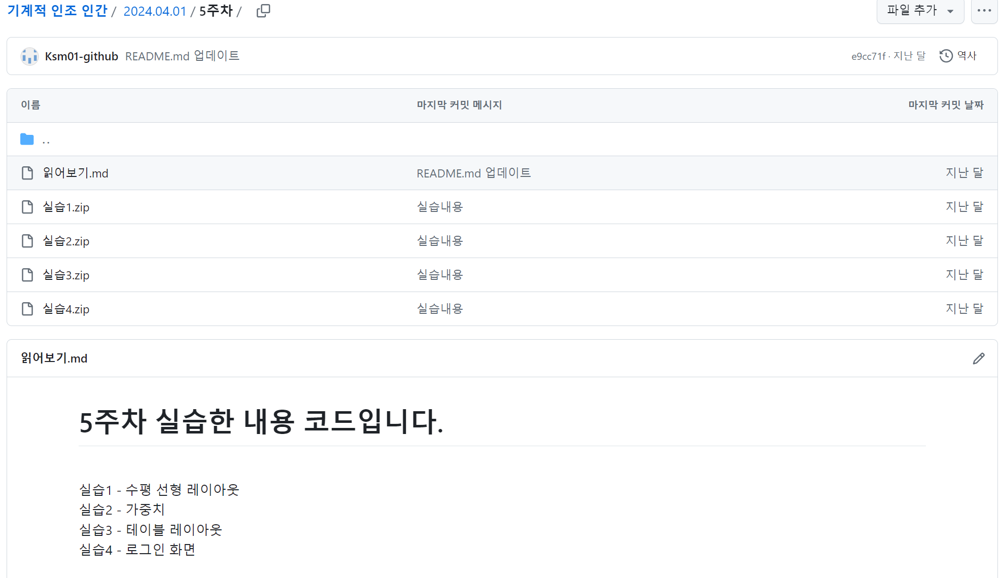 기계적 인조 인간 / 2024.04.01 / 5주차 /
파일 추가
Ksm01-github README.md 업데이트
e9cc71f · 지난 달 역사
이름 마지막 커밋 메시지 마지막 커밋 날짜
..
읽어보기.md README.md 업데이트 지난 달
실습1.zip 실습내용 지난 달
실습2.zip 실습내용 지난 달
실습3.zip 실습내용 지난 달
실습4.zip 실습내용 지난 달
읽어보기.md
5주차 실습한 내용 코드입니다.
실습1 - 수평 선형 레이아웃
실습2 - 가중치
실습3 - 테이블 레이아웃
실습4 - 로그인 화면